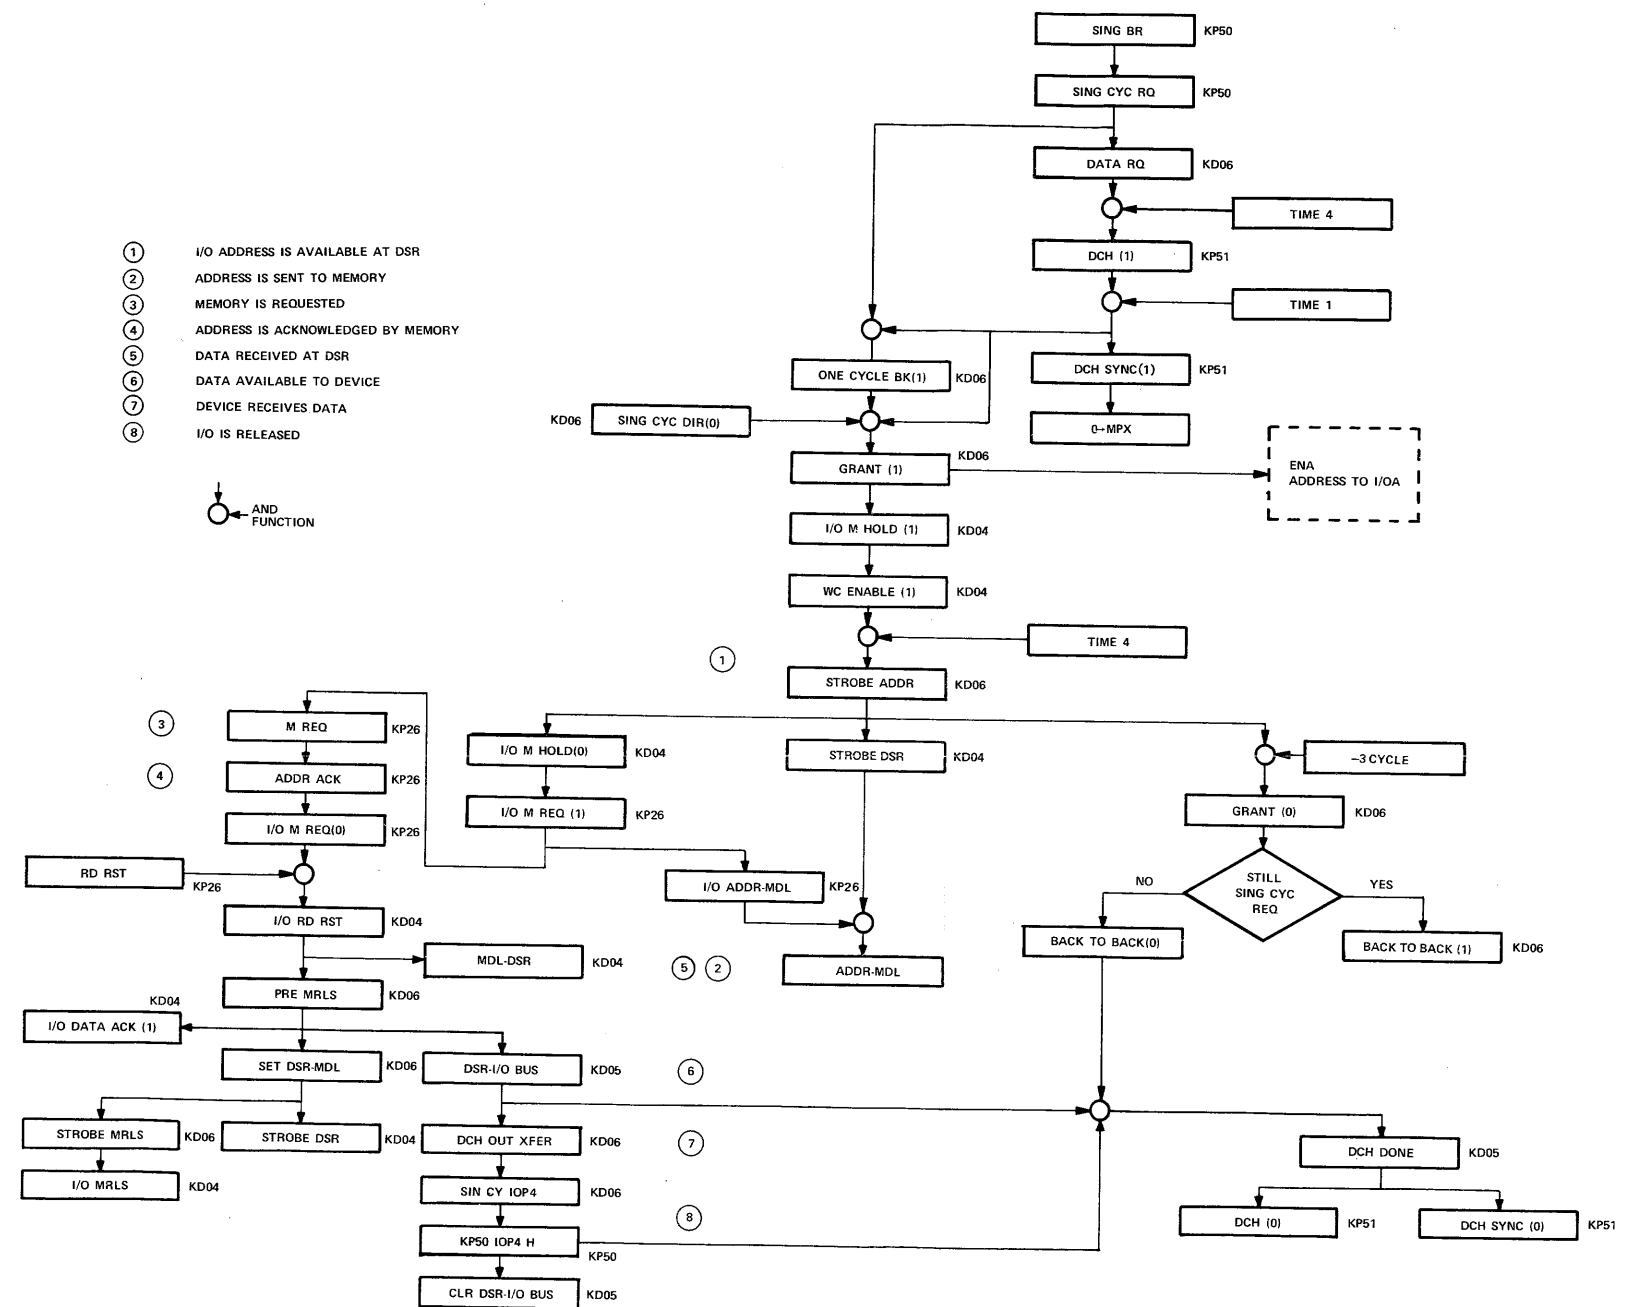 SING BR
KP50
SING CYC RQ
KP50
DATA RQ
KD06
TIME 4
DCH (1)
KP51
TIME 1
DCH SYNC(1)
KP51
0→MPX
ONE CYCLE BK(1)
KD06
KD06
SING CYC DIR(0)
GRANT (1)
KD06
ENA
ADDRESS TO I/OA
I/O M HOLD (1)
KD04
WC ENABLE (1)
KD04
TIME 4
1
STROBE ADDR
KD06
1 I/O ADDRESS IS AVAILABLE AT DSR
2 ADDRESS IS SENT TO MEMORY
3 MEMORY IS REQUESTED
4 ADDRESS IS ACKNOWLEDGED BY MEMORY
5 DATA RECEIVED AT DSR
6 DATA AVAILABLE TO DEVICE
7 DEVICE RECEIVES DATA
8 I/O IS RELEASED
AND
FUNCTION
3
M REQ
KP26
4
ADDR ACK
KP26
I/O M REQ(0)
KP26
RD RST
KP26
I/O RD RST
KD04
MDL-DSR
KD04
PRE MRLS
KD06
KD04
I/O DATA ACK (1)
SET DSR-MDL
KD06
DSR-I/O BUS
KD05
6
STROBE MRLS
KD06
STROBE DSR
KD04
DCH OUT XFER
KD06
7
I/O MRLS
KD04
SIN CY IOP4
KD06
8
KP50 IOP4 H
KP50
CLR DSR-I/O BUS
KD05
I/O M HOLD(0)
KD04
I/O M REQ (1)
KP26
STROBE DSR
KD04
I/O ADDR-MDL
KP26
5 2
ADDR-MDL
-3 CYCLE
GRANT (0)
KD06
STILL
SING CYC
REQ
NO
YES
BACK TO BACK(0)
BACK TO BACK (1)
KD06
DCH DONE
KD05
DCH (0)
KP51
DCH SYNC (0)
KP51